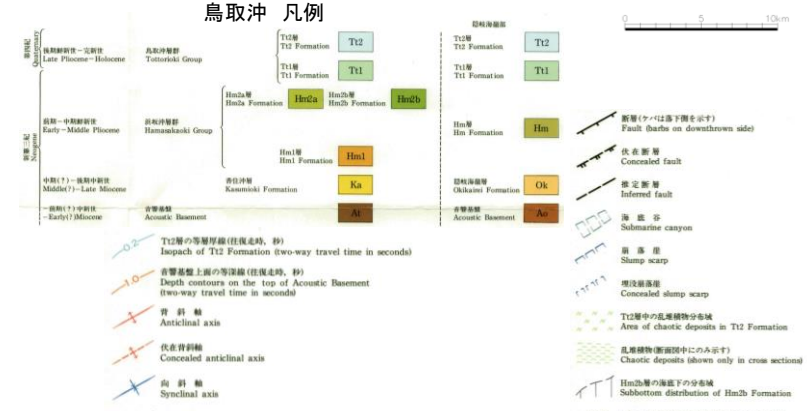 鳥取沖 凡例
0 5 10km
隠岐海嶺部
第四紀
Quaternary
後期鮮新世－完新世
Late Pliocene－Holocene
鳥取沖層群
Tottorioki Group
Tt2層
Tt2 Formation
Tt2
Tt1層
Tt1 Formation
Tt1
Tt2層
Tt2 Formation
Tt2
Tt1層
Tt1 Formation
Tt1
新第三紀
Neogene
前期－中期鮮新世
Early－Middle Pliocene
浜坂沖層群
Hamasakaoki Group
Hm2a層
Hm2a Formation
Hm2a
Hm2b層
Hm2b Formation
Hm2b
Hm1層
Hm1 Formation
Hm1
Hm層
Hm Formation
Hm
中期(?)－後期中新世
Middle(?)－Late Miocene
香住沖層
Kasumioki Formation
Ka
隠岐海嶺層
Okikairei Formation
Ok
－前期(?)中新世
－Early(?)Miocene
音響基盤
Acoustic Basement
At
音響基盤
Acoustic Basement
Ao
0.2
Tt2層の等層厚線(往復走時，秒)
Isopach of Tt2 Formation (two-way travel time in seconds)
1.0
音響基盤上面の等深線(往復走時，秒)
Depth contours on the top of Acoustic Basement
(two-way travel time in seconds)
背斜軸
Anticlinal axis
伏在背斜軸
Concealed anticlinal axis
向斜軸
Synclinal axis
断層(ケバは落下側を示す)
Fault (barbs on downthrown side)
伏在断層
Concealed fault
推定断層
Inferred fault
海底谷
Submarine canyon
崩落崖
Slump scarp
埋没崩落崖
Concealed slump scarp
Tt2層中の乱堆積物分布域
Area of chaotic deposits in Tt2 Formation
乱堆積物(断面図中にのみ示す)
Chaotic deposits (shown only in cross sections)
Hm2b層の海底下の分布域
Subbottom distribution of Hm2b Formation